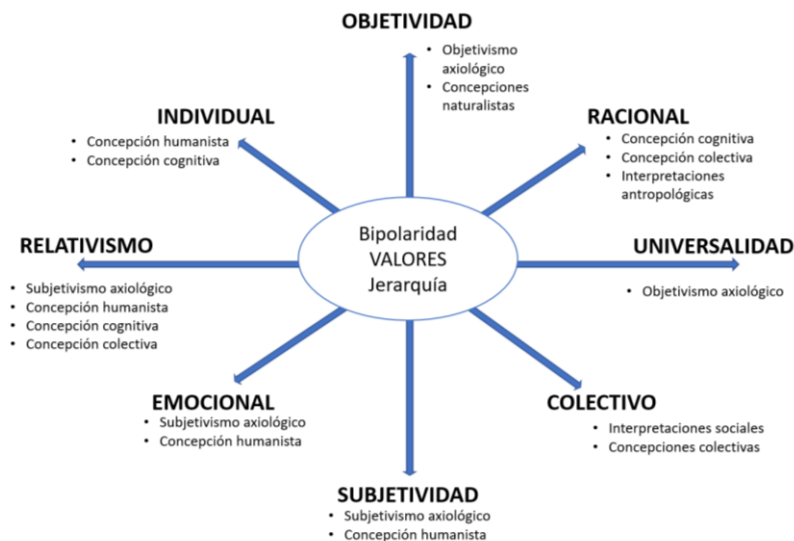 OBJETIVIDAD
• Objetivismo
axiológico
• Concepciones
naturalistas
INDIVIDUAL
• Concepción humanista
• Concepción cognitiva
RACIONAL
• Concepción cognitiva
• Concepción colectiva
• Interpretaciones
antropológicas
Bipolaridad
VALORES
Jerarquía
RELATIVISMO
• Subjetivismo axiológico
• Concepción humanista
• Concepción cognitiva
• Concepción colectiva
UNIVERSALIDAD
• Objetivismo axiológico
EMOCIONAL
• Subjetivismo axiológico
• Concepción humanista
COLECTIVO
• Interpretaciones sociales
• Concepciones colectivas
SUBJETIVIDAD
• Subjetivismo axiológico
• Concepción humanista